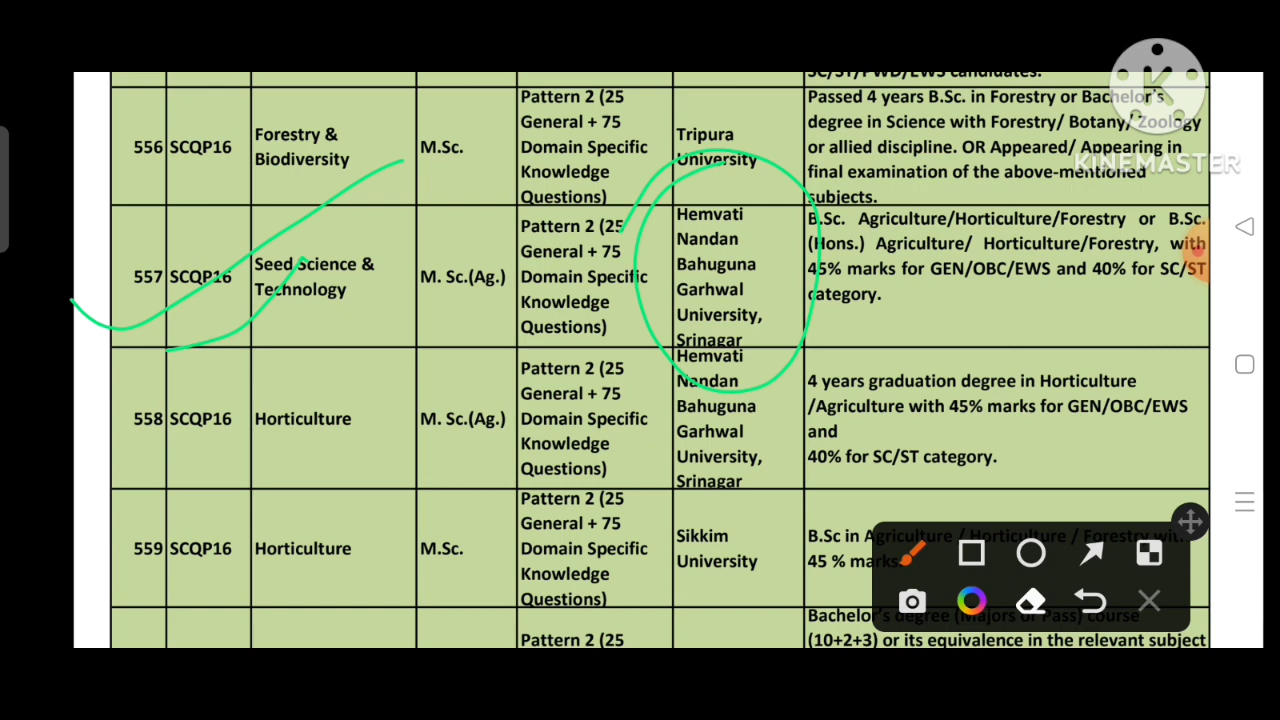 SC/ST/PWD/EWS candidates.
556 SCQP16 Forestry & Biodiversity M.Sc. Pattern 2 (25 General + 75 Domain Specific Knowledge Questions) Tripura University Passed 4 years B.Sc. in Forestry or Bachelor's degree in Science with Forestry/ Botany/ Zoology or allied discipline. OR Appeared/ Appearing in final examination of the above-mentioned subjects.
KINEMASTER
557 SCQP16 Seed Science & Technology M. Sc.(Ag.) Pattern 2 (25 General + 75 Domain Specific Knowledge Questions) Hemvati Nandan Bahuguna Garhwal University, Srinagar B.Sc. Agriculture/Horticulture/Forestry or B.Sc. (Hons.) Agriculture/ Horticulture/Forestry, with 45% marks for GEN/OBC/EWS and 40% for SC/ST category.
558 SCQP16 Horticulture M. Sc.(Ag.) Pattern 2 (25 General + 75 Domain Specific Knowledge Questions) Hemvati Nandan Bahuguna Garhwal University, Srinagar 4 years graduation degree in Horticulture /Agriculture with 45% marks for GEN/OBC/EWS and 40% for SC/ST category.
559 SCQP16 Horticulture M.Sc. Pattern 2 (25 General + 75 Domain Specific Knowledge Questions) Sikkim University B.Sc in Agriculture / Horticulture / Forestry 45 % marks.
Pattern 2 (25 Bachelor's degree (Majors or Pass) course (10+2+3) or its equivalence in the relevant subject